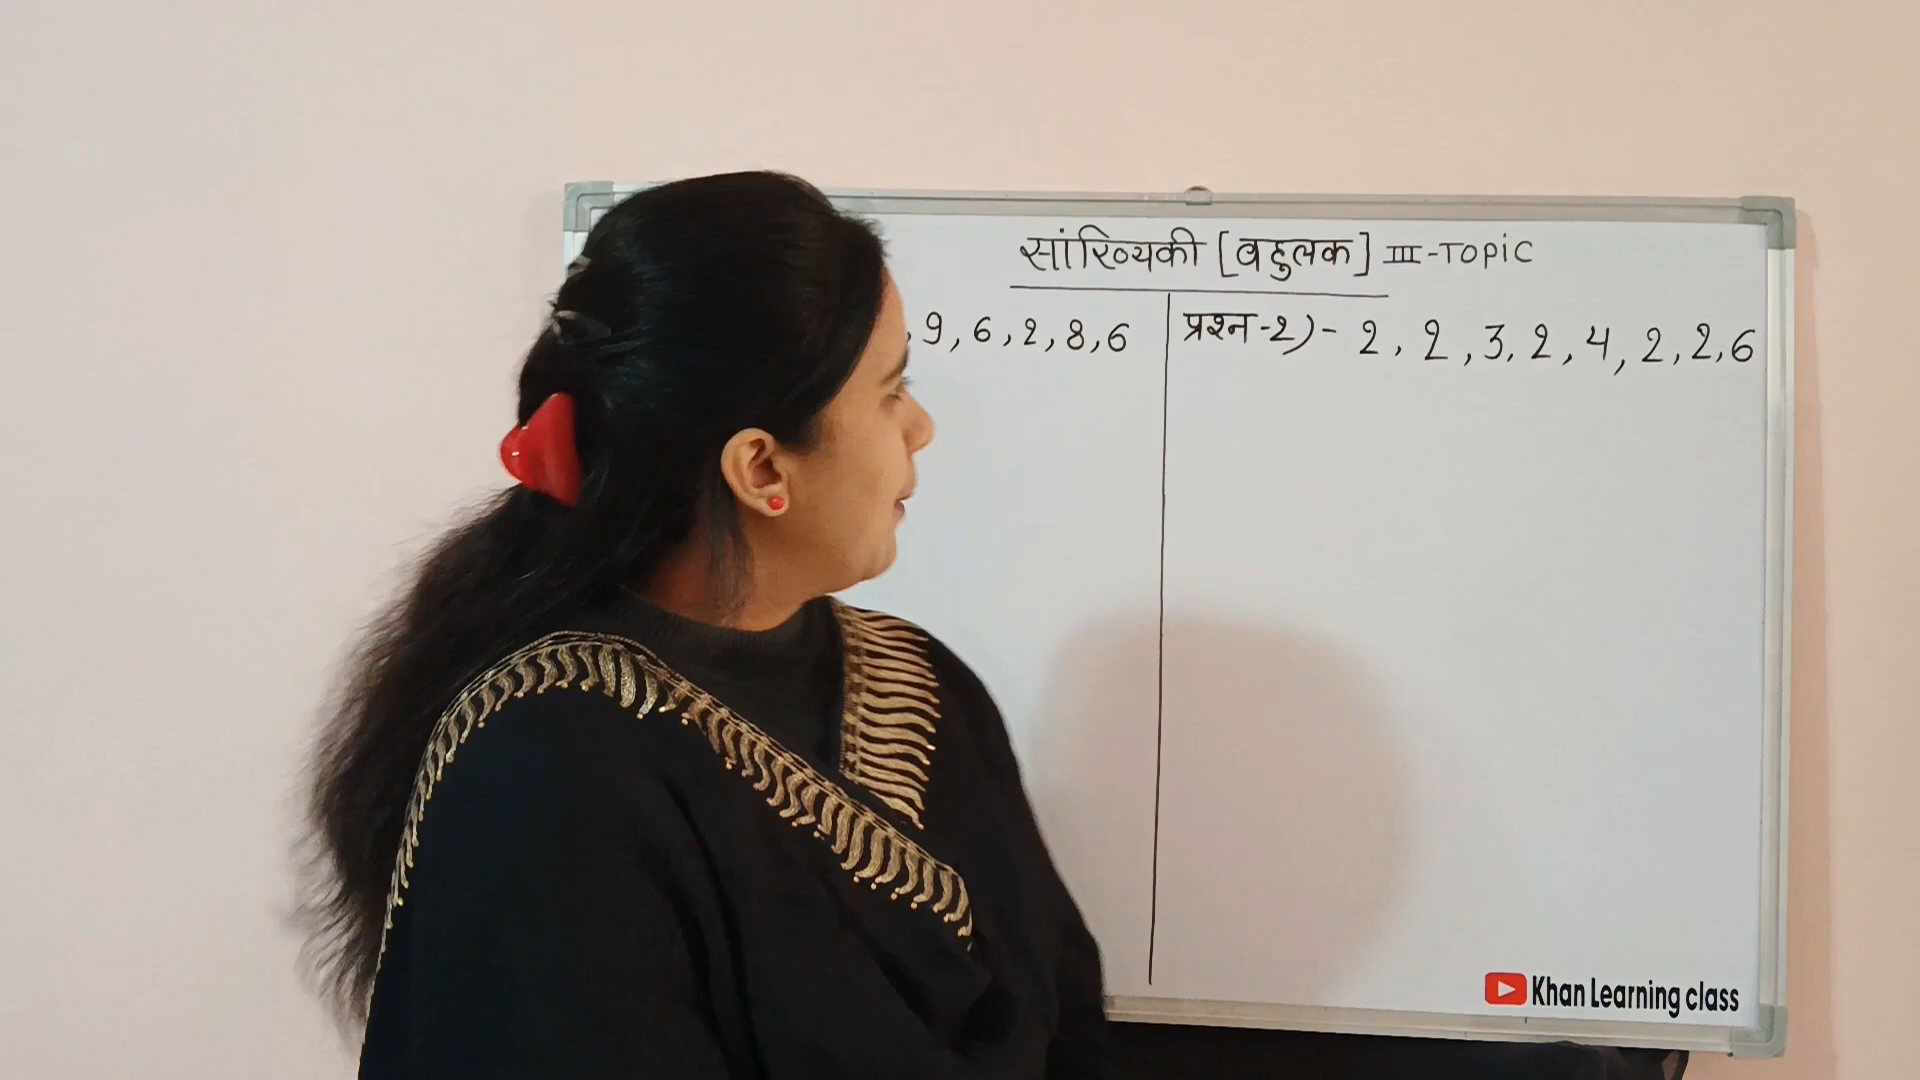 सांख्यिकी [बहुलक] III-TOPIC
, 9, 6, 2, 8, 6
प्रश्न-2)- 2, 2, 3, 2, 4, 2, 2, 6
Khan Learning class